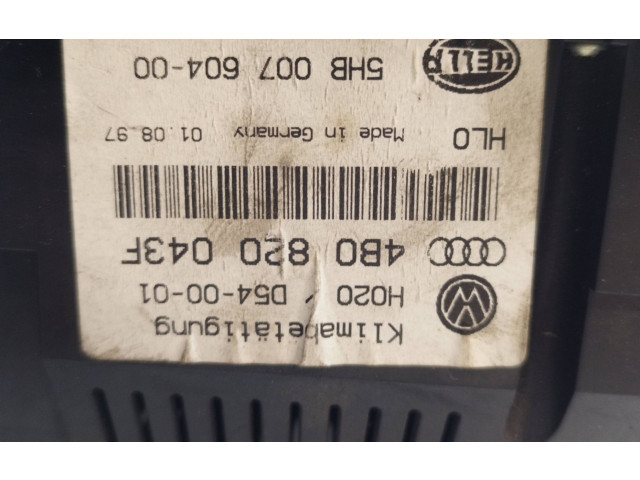 Klimabetätigung
H020 / D54-00-01
4B0 820 043F
HLO Made in Germany 01.08.97
HELLA 5HB 007 604-00